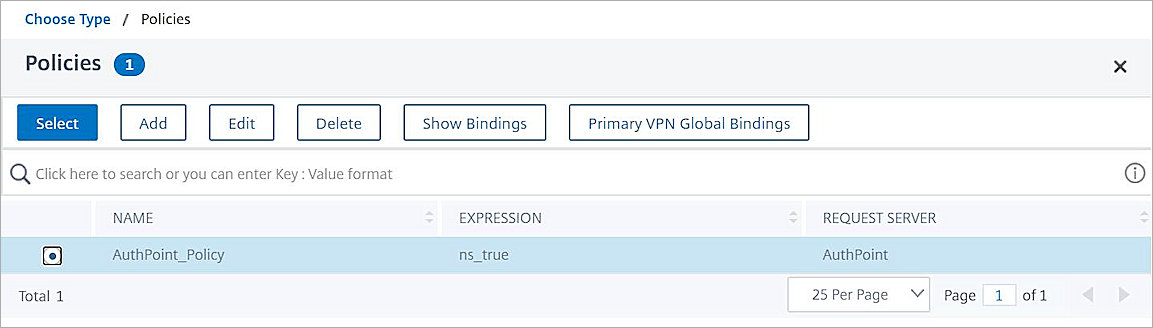 Choose Type / Policies
Policies 1
Select Add Edit Delete Show Bindings Primary VPN Global Bindings
Click here to search or you can enter Key : Value format
NAME EXPRESSION REQUEST SERVER
AuthPoint_Policy ns_true AuthPoint
Total 1 25 Per Page Page 1 of 1